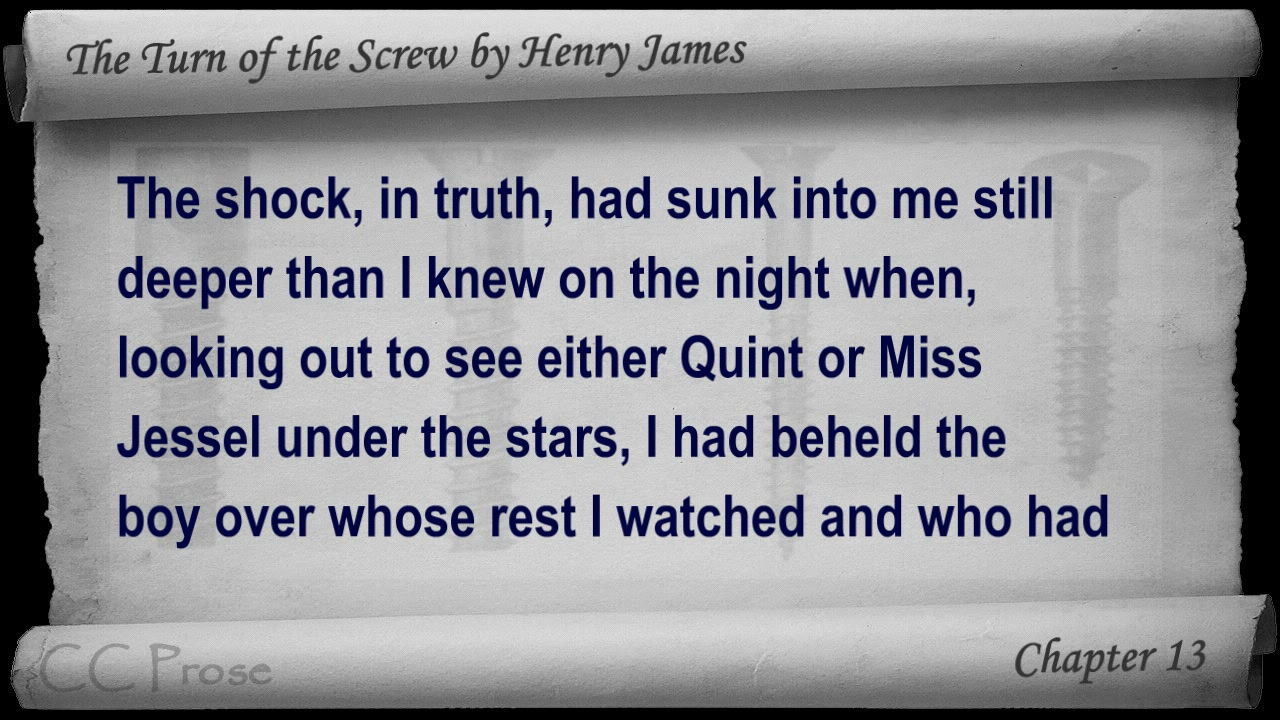 The Turn of the Screw by Henry James
The shock, in truth, had sunk into me still
deeper than I knew on the night when,
looking out to see either Quint or Miss
Jessel under the stars, I had beheld the
boy over whose rest I watched and who had
CC Prose
Chapter 13